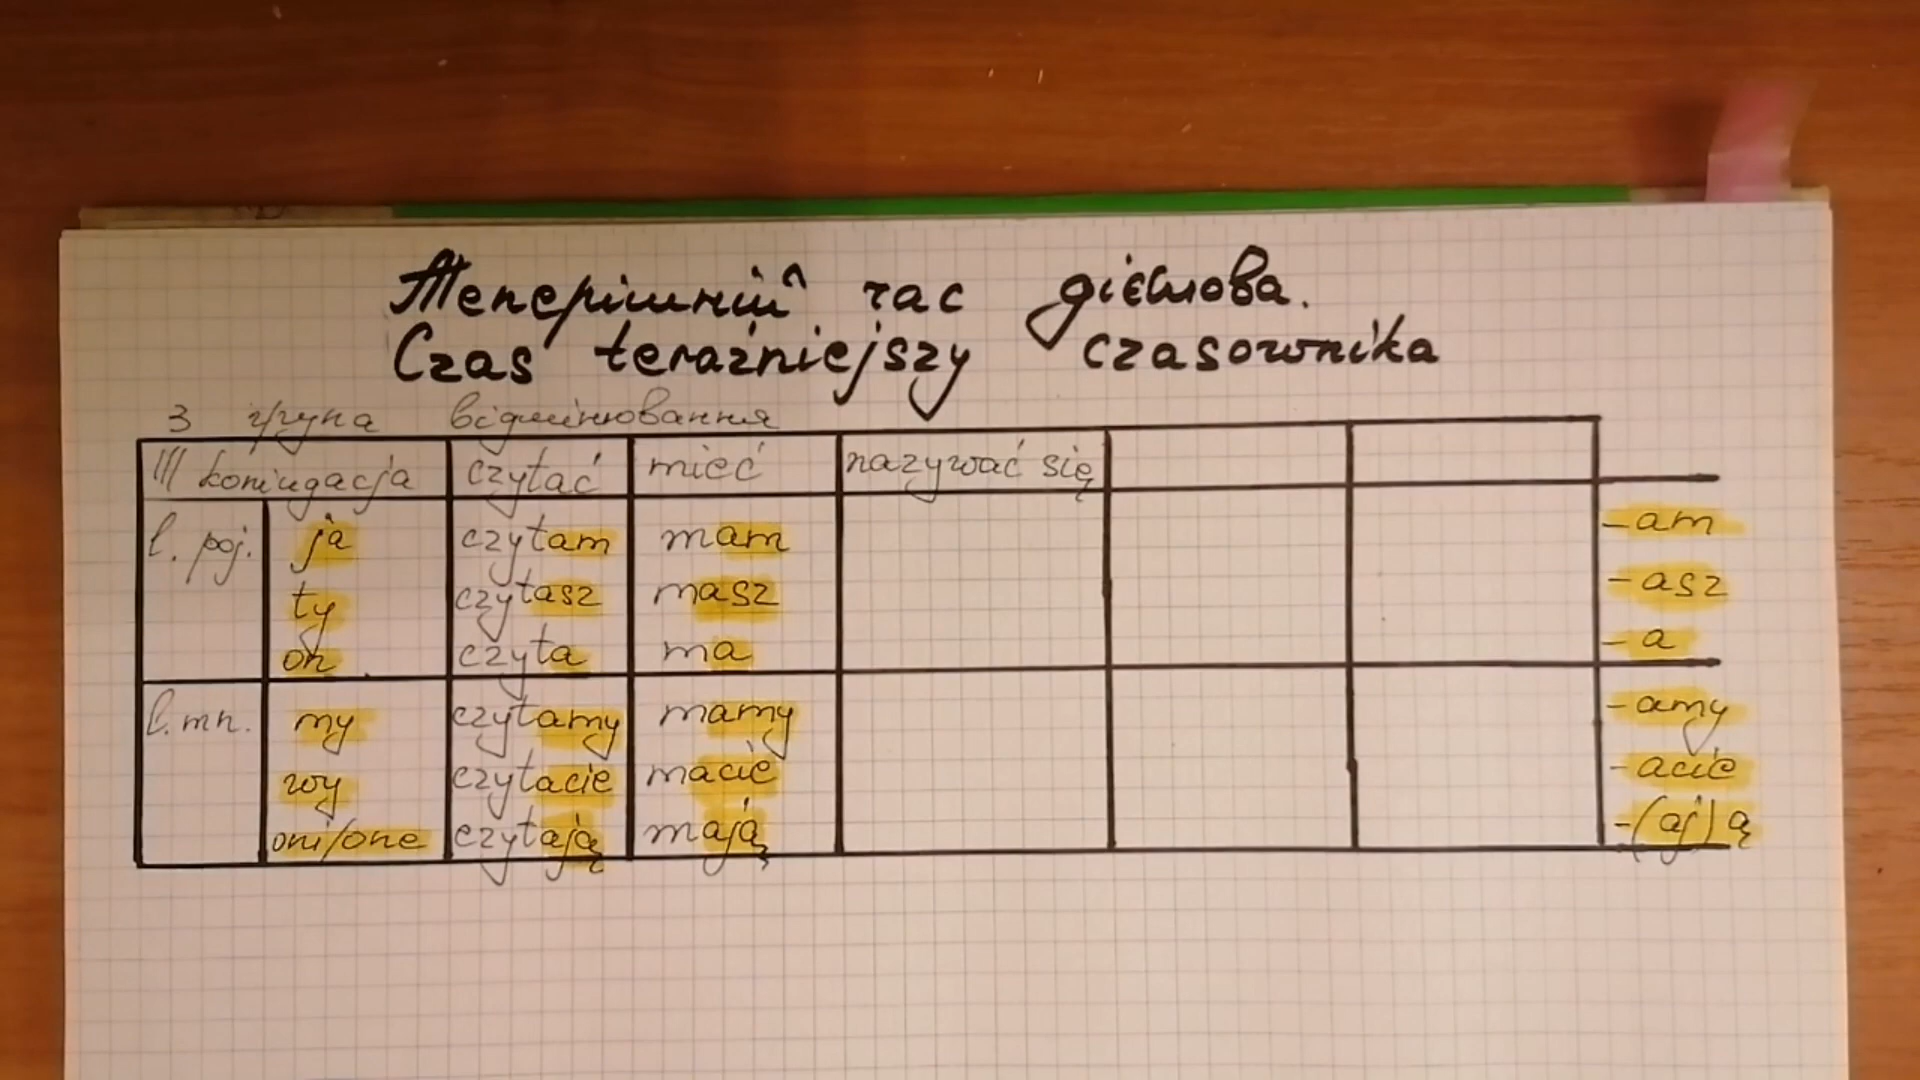 Теперішній час дієслова.
Czas teraźniejszy czasownika
3 група відмінювання
III koniugacja czytać mieć nazywać się
l. poj. ja czytam mam -am
ty czytasz masz -asz
on czyta ma -a
l. mn. my czytamy mamy -amy
wy czytacie macie -acie
oni/one czytają mają -(aj)ą